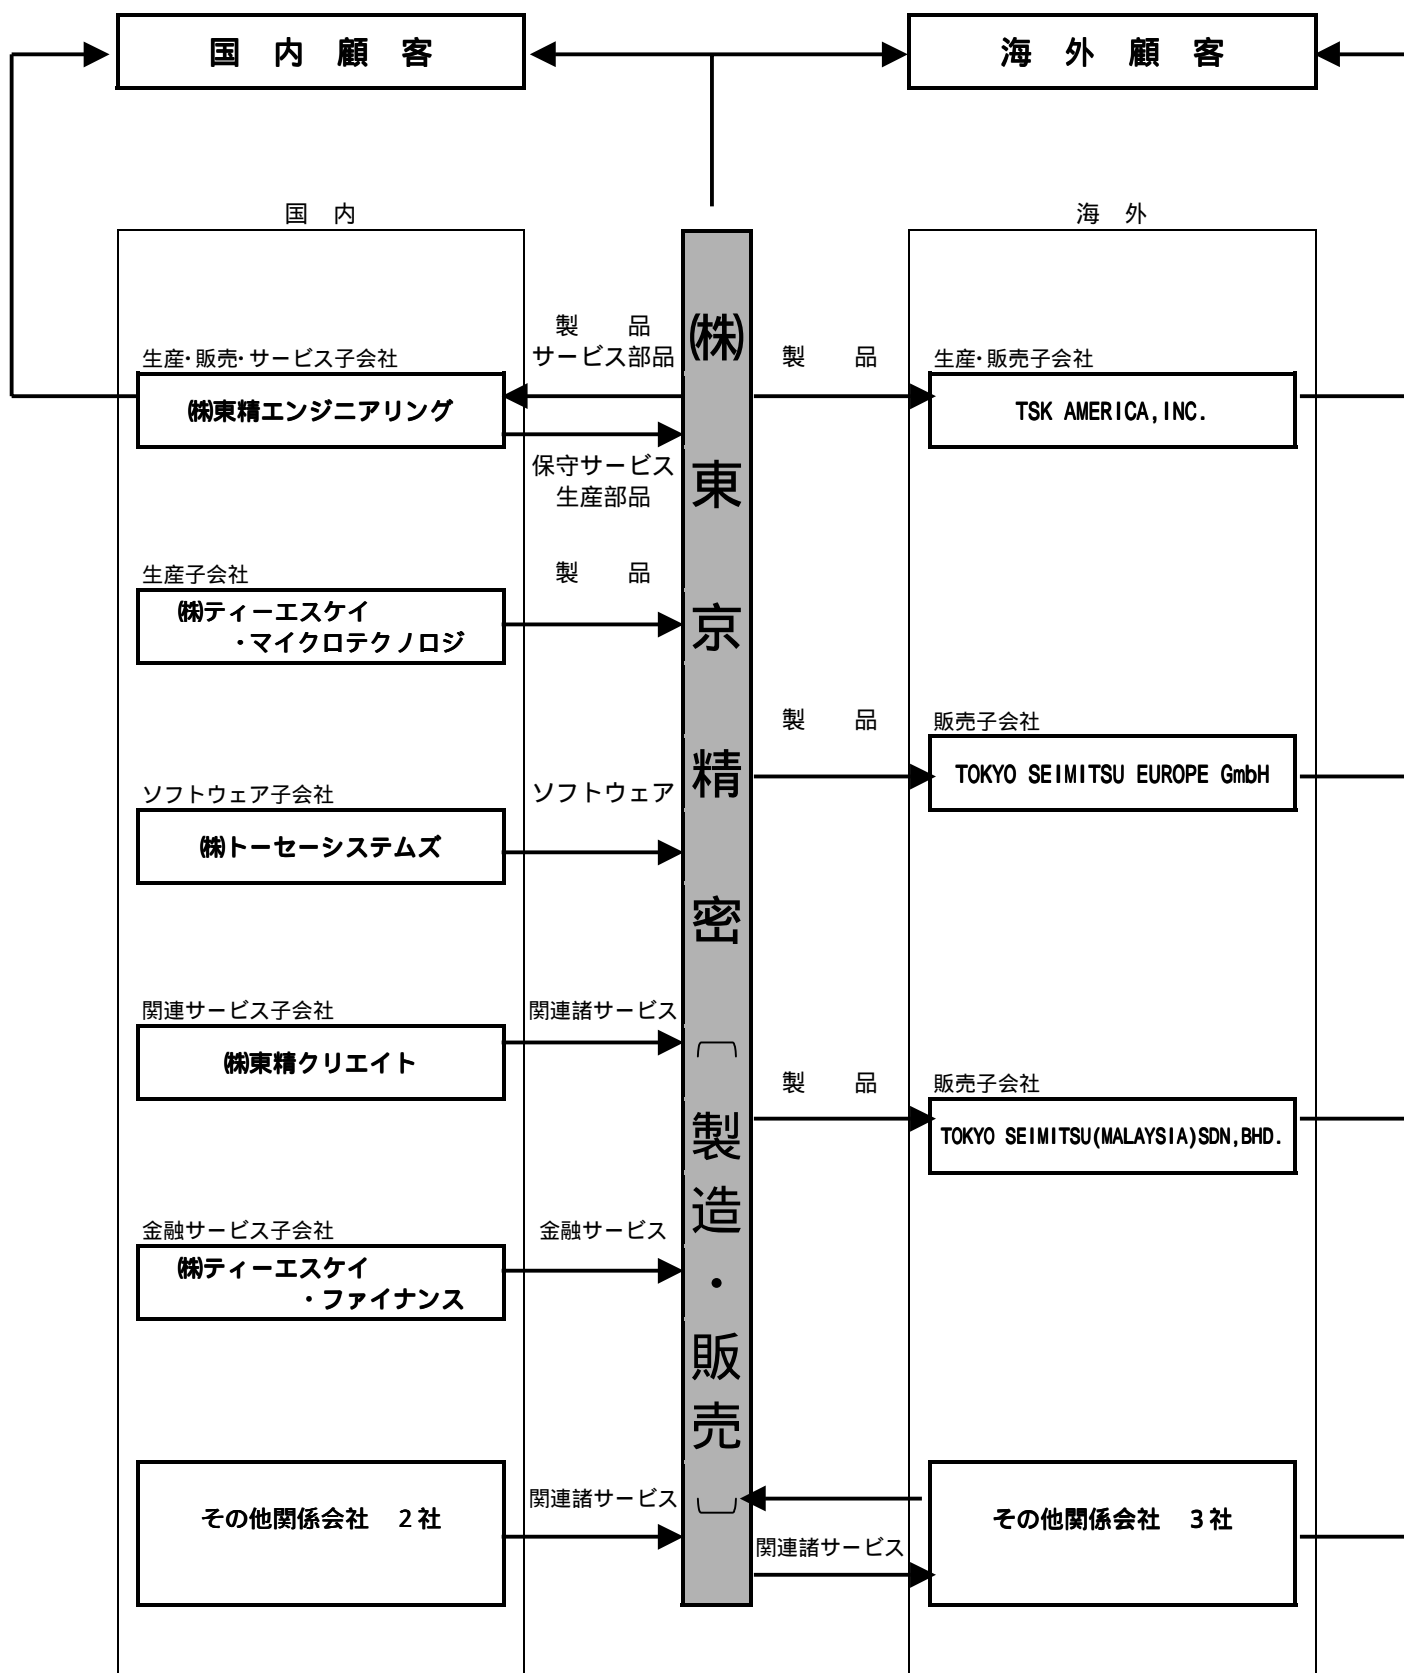 国　内　顧　客
海　外　顧　客
国　内
海　外
製　　品
サービス部品
生産・販売・サービス子会社
㈱東精エンジニアリング
保守サービス
生産部品
製　　品
生産・販売子会社
TSK AMERICA,INC.
生産子会社
製　　品
㈱ティーエスケイ
・マイクロテクノロジ
ソフトウェア子会社
ソフトウェア
㈱トーセーシステムズ
製　　品
販売子会社
TOKYO SEIMITSU EUROPE GmbH
関連サービス子会社
関連諸サービス
㈱東精クリエイト
製　　品
販売子会社
TOKYO SEIMITSU(MALAYSIA)SDN,BHD.
金融サービス子会社
金融サービス
㈱ティーエスケイ
・ファイナンス
その他関係会社　２社
関連諸サービス
その他関係会社　３社
関連諸サービス
㈱東京精密〔製造・販売〕